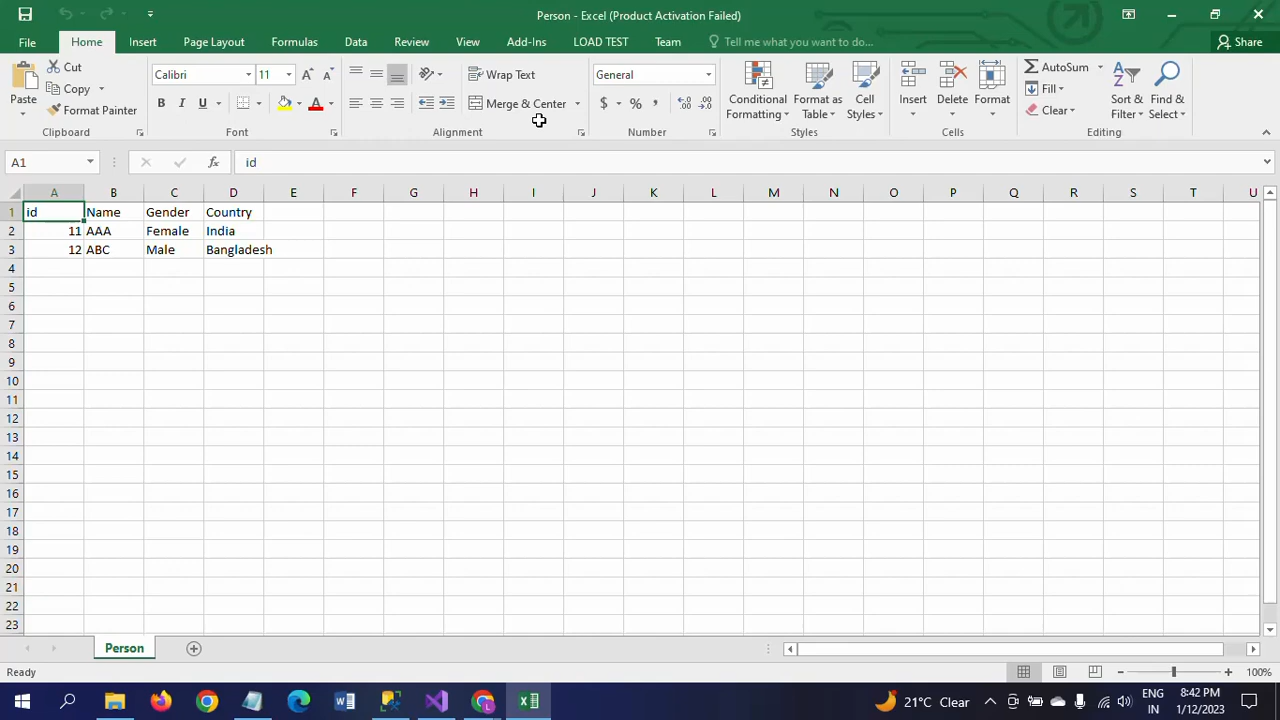 Person - Excel (Product Activation Failed)
File Home Insert Page Layout Formulas Data Review View Add-Ins LOAD TEST Team Tell me what you want to do... Share
Cut Calibri 11 Wrap Text General AutoSum
Copy Fill
Paste Format Painter B I U Merge & Center $ % , Conditional Formatting Format as Table Cell Styles Insert Delete Format Clear Sort & Filter Find & Select
Clipboard Font Alignment Number Styles Cells Editing
A1 fx id
A B C D E F G H I J K L M N O P Q R S T U
1 id Name Gender Country
2 11 AAA Female India
3 12 ABC Male Bangladesh
4
5
6
7
8
9
10
11
12
13
14
15
16
17
18
19
20
21
22
23
Person
Ready 100%
21°C Clear ENG 8:42 PM
IN 1/12/2023